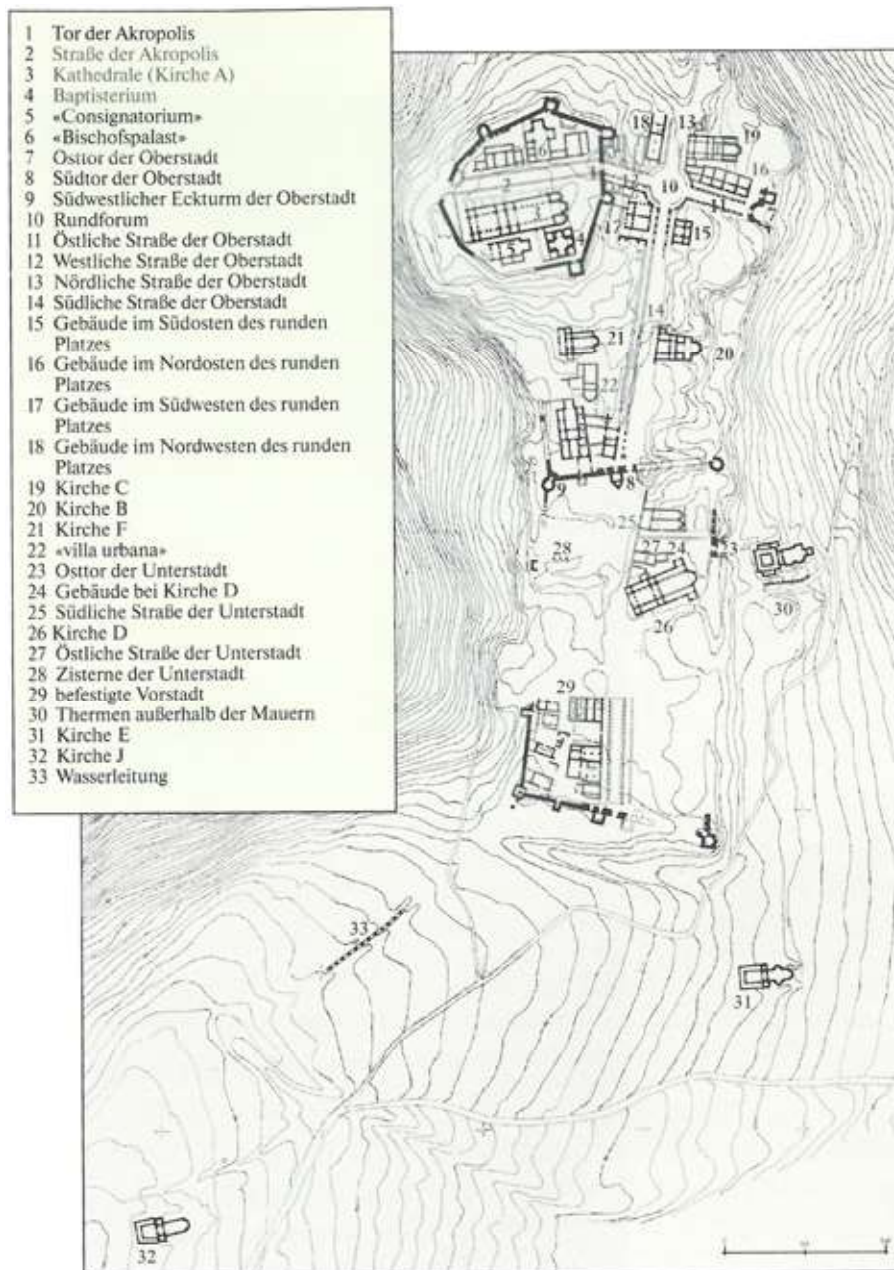 1 Tor der Akropolis
2 Straße der Akropolis
3 Kathedrale (Kirche A)
4 Baptisterium
5 «Consignatorium»
6 «Bischofspalast»
7 Osttor der Oberstadt
8 Südtor der Oberstadt
9 Südwestlicher Eckturm der Oberstadt
10 Rundforum
11 Östliche Straße der Oberstadt
12 Westliche Straße der Oberstadt
13 Nördliche Straße der Oberstadt
14 Südliche Straße der Oberstadt
15 Gebäude im Südosten des runden
Platzes
16 Gebäude im Nordosten des runden
Platzes
17 Gebäude im Südwesten des runden
Platzes
18 Gebäude im Nordwesten des runden
Platzes
19 Kirche C
20 Kirche B
21 Kirche F
22 «villa urbana»
23 Osttor der Unterstadt
24 Gebäude bei Kirche D
25 Südliche Straße der Unterstadt
26 Kirche D
27 Östliche Straße der Unterstadt
28 Zisterne der Unterstadt
29 befestigte Vorstadt
30 Thermen außerhalb der Mauern
31 Kirche E
32 Kirche J
33 Wasserleitung
18 13 19
6 16
2 10
17 15
5 4
14
21 20
22
9 8
25
28 27 24
30
26
29
33
31
32